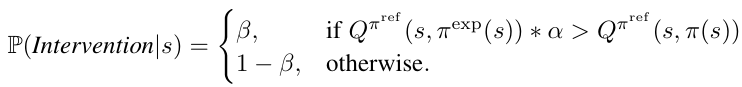 ℙ(Intervention|s) = { β, if Q^{π^{ref}}(s, π^{exp}(s)) * α > Q^{π^{ref}}(s, π(s))
1 − β, otherwise.